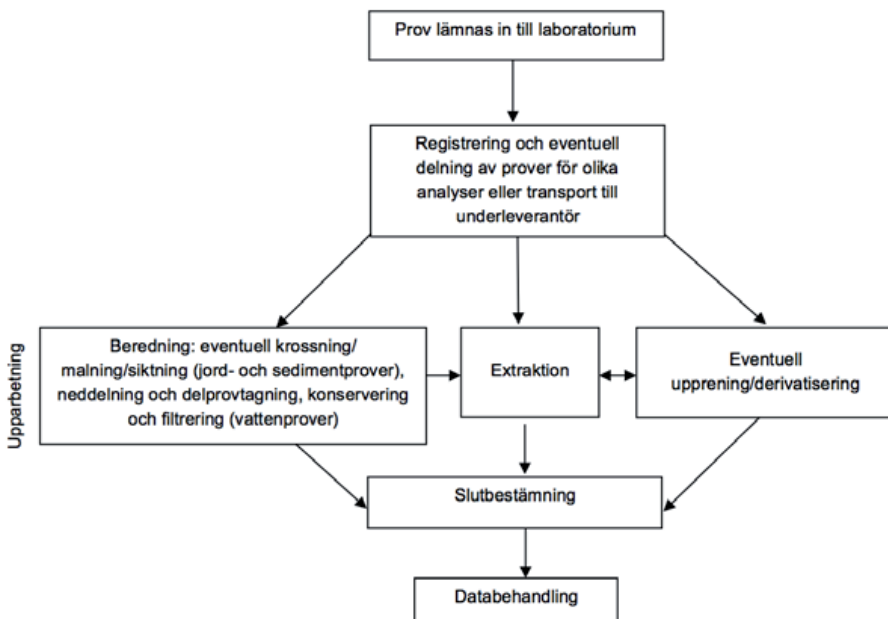 Prov lämnas in till laboratorium
Registrering och eventuell
delning av prover för olika
analyser eller transport till
underleverantör
Upparbetning
Beredning: eventuell krossning/
malning/siktning (jord- och sedimentprover),
neddelning och delprovtagning, konservering
och filtrering (vattenprover)
Extraktion
Eventuell
upprening/derivatisering
Slutbestämning
Databehandling